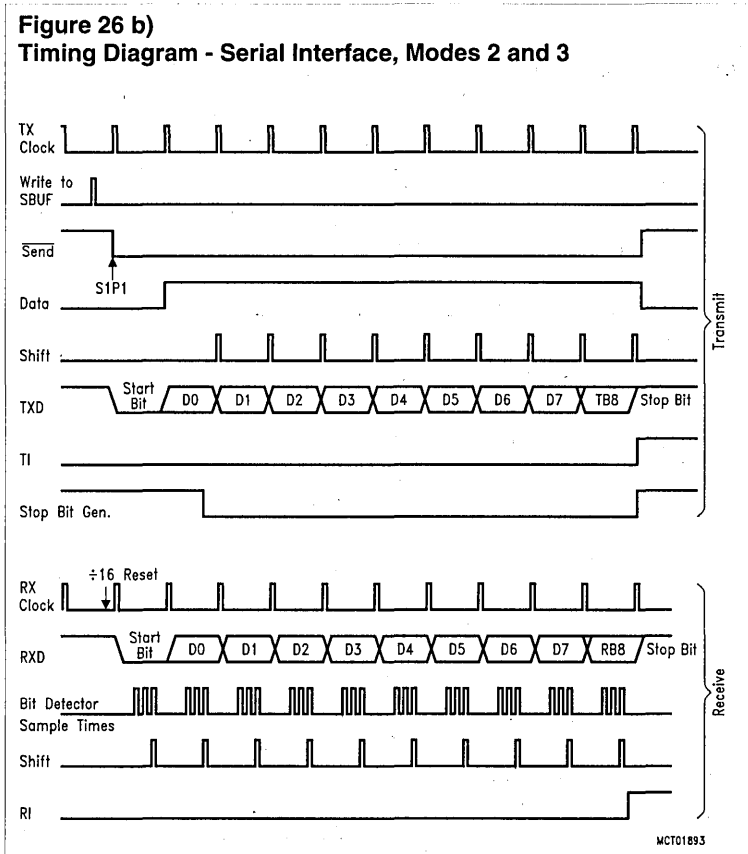 Figure 26 b)
Timing Diagram - Serial Interface, Modes 2 and 3
TX
Clock
Write to
SBUF
Send
S1P1
Data
Shift
TXD
Start
Bit
D0 D1 D2 D3 D4 D5 D6 D7 TB8 Stop Bit
TI
Stop Bit Gen.
Transmit
÷16 Reset
RX
Clock
RXD
Start
Bit
D0 D1 D2 D3 D4 D5 D6 D7 RB8 Stop Bit
Bit Detector
Sample Times
Shift
RI
Receive
MCT01893